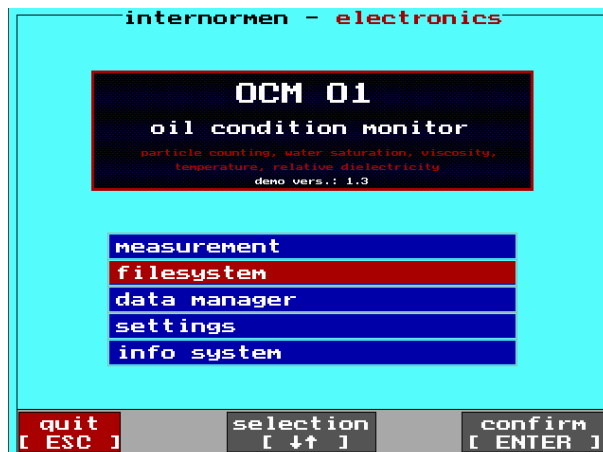 internormen - electronics
OCM 01
oil condition monitor
particle counting, water saturation, viscosity,
temperature, relative dielectricity
demo vers.: 1.3
measurement
filesystem
data manager
settings
info system
quit
[ ESC ]
selection
[ ↓↑ ]
confirm
[ ENTER ]